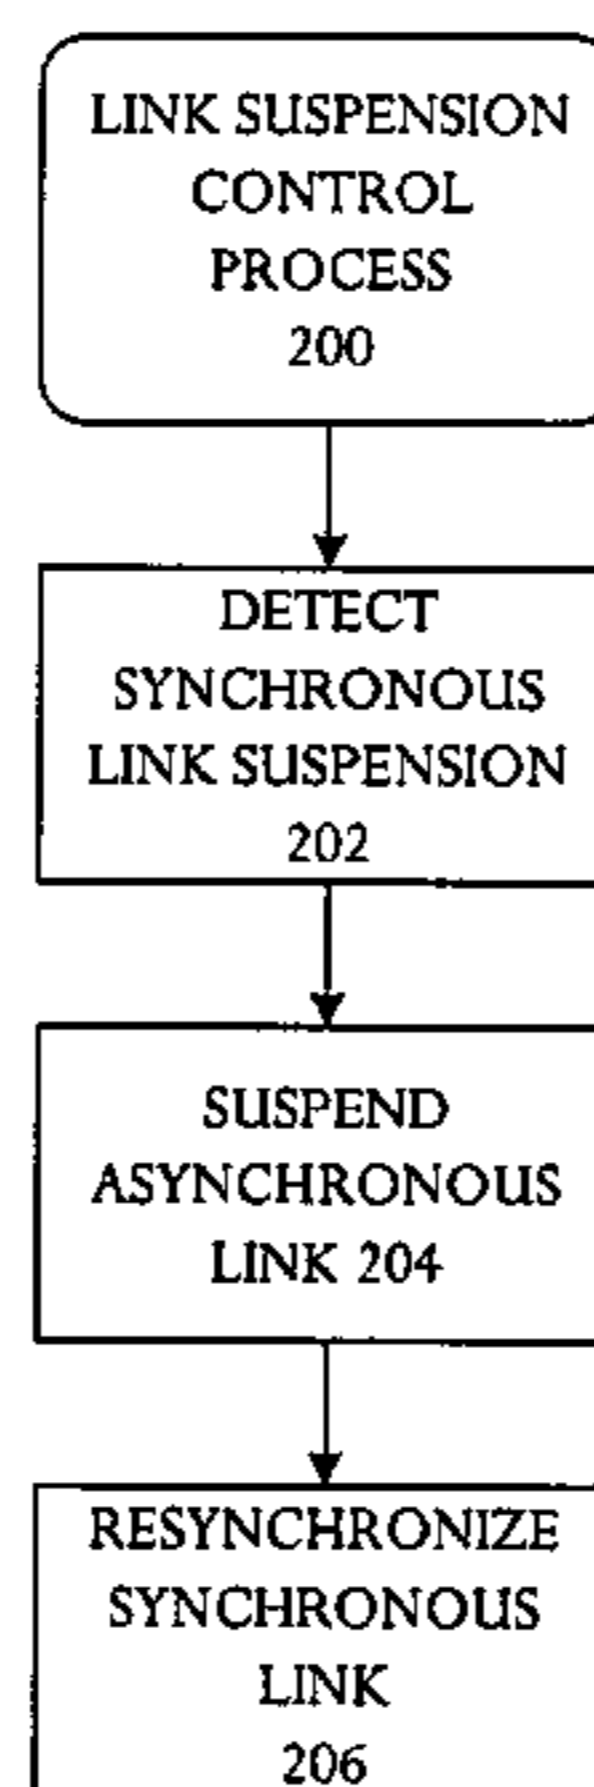 LINK SUSPENSION
CONTROL
PROCESS
200
DETECT
SYNCHRONOUS
LINK SUSPENSION
202
SUSPEND
ASYNCHRONOUS
LINK 204
RESYNCHRONIZE
SYNCHRONOUS
LINK
206